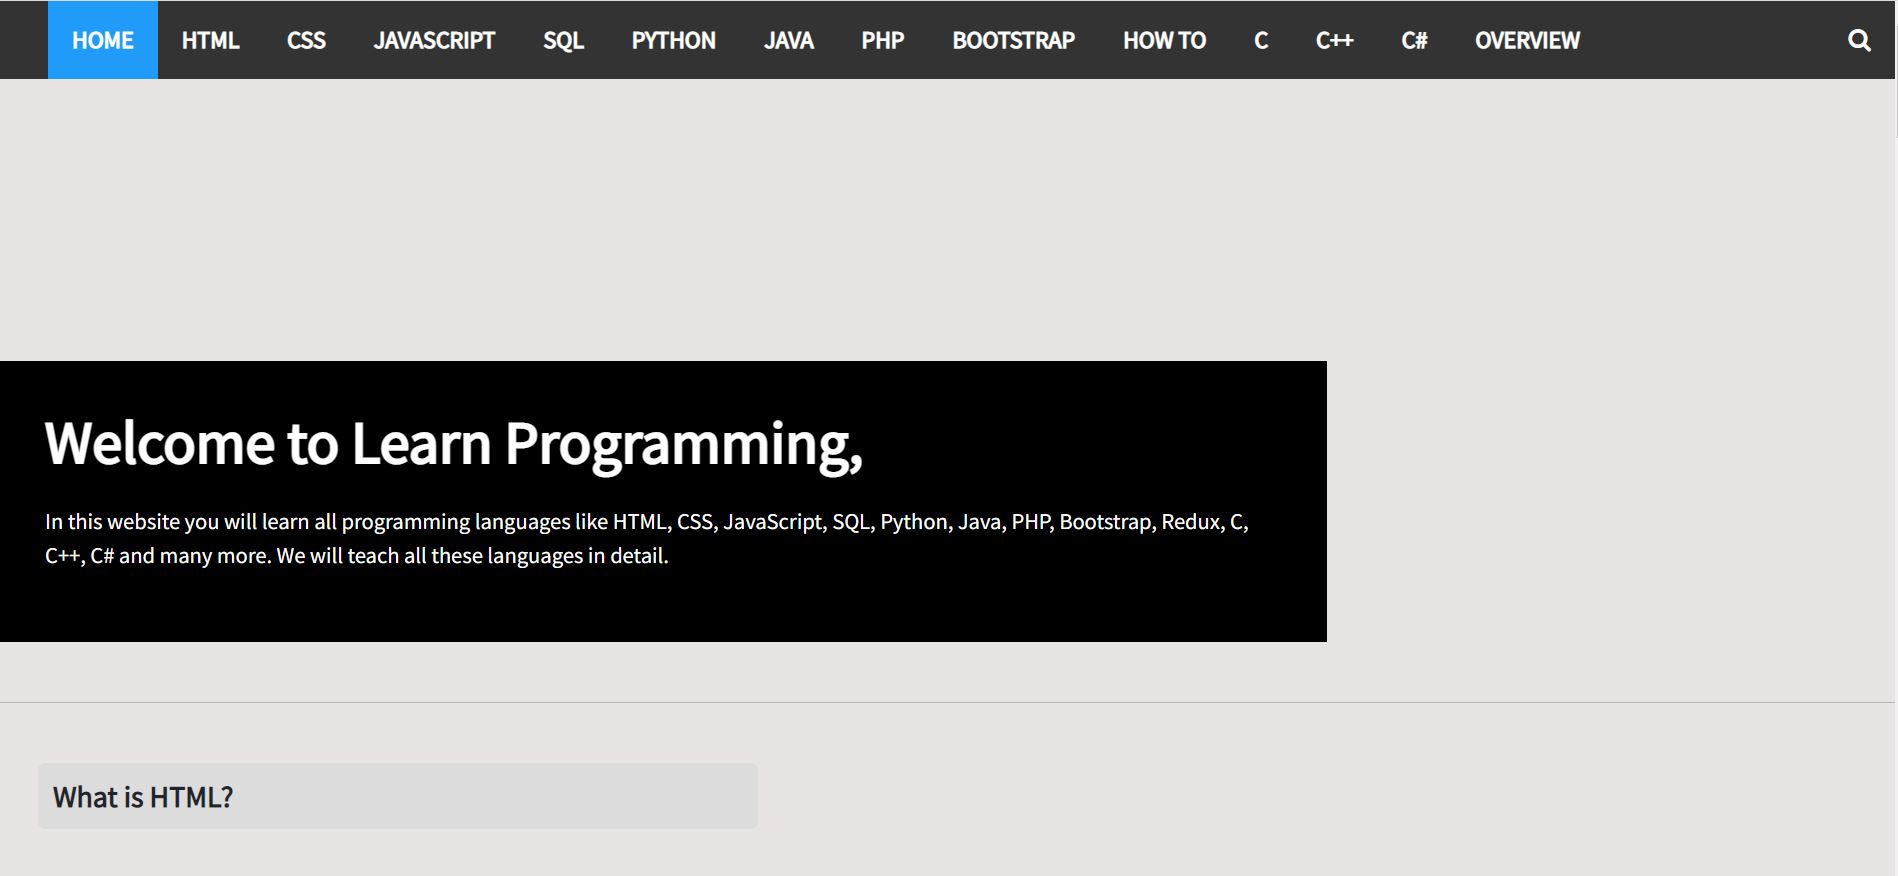 HOME HTML CSS JAVASCRIPT SQL PYTHON JAVA PHP BOOTSTRAP HOW TO C C++ C# OVERVIEW
Welcome to Learn Programming,
In this website you will learn all programming languages like HTML, CSS, JavaScript, SQL, Python, Java, PHP, Bootstrap, Redux, C,
C++, C# and many more. We will teach all these languages in detail.
What is HTML?